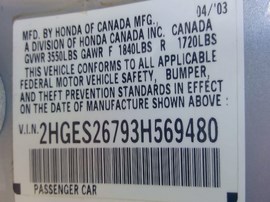 MFD. BY HONDA OF CANADA MFG., 04/'03
A DIVISION OF HONDA CANADA INC. CANADA
GVWR 3550LBS GAWR F 1840LBS R 1720LBS
THIS VEHICLE CONFORMS TO ALL APPLICABLE
FEDERAL MOTOR VEHICLE SAFETY, BUMPER,
AND THEFT PREVENTION STANDARDS IN EFFECT
ON THE DATE OF MANUFACTURE SHOWN ABOVE:
V.I.N. 2HGES26793H569480
PASSENGER CAR